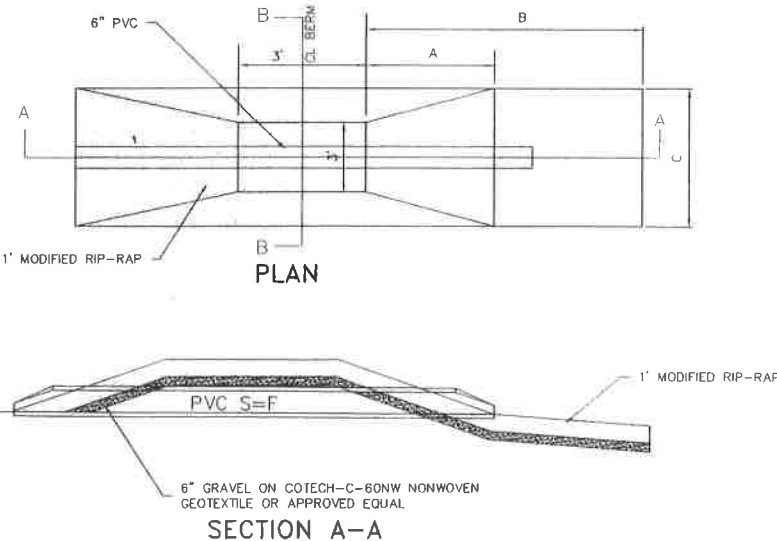 B
CL BERM
B
6" PVC
3'
A
A
A
3'
C
B
1' MODIFIED RIP-RAP
PLAN
1' MODIFIED RIP-RAP
PVC S=F
6" GRAVEL ON COTECH-C-60NW NONWOVEN
GEOTEXTILE OR APPROVED EQUAL
SECTION A-A